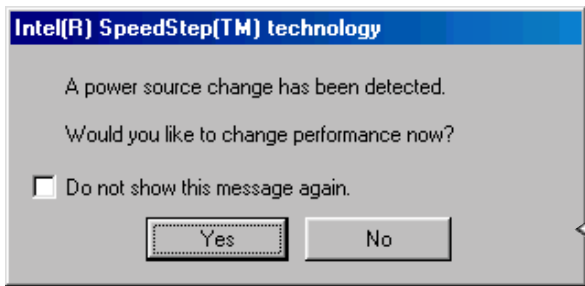 Intel(R) SpeedStep(TM) technology
A power source change has been detected.
Would you like to change performance now?
Do not show this message again.
Yes
No